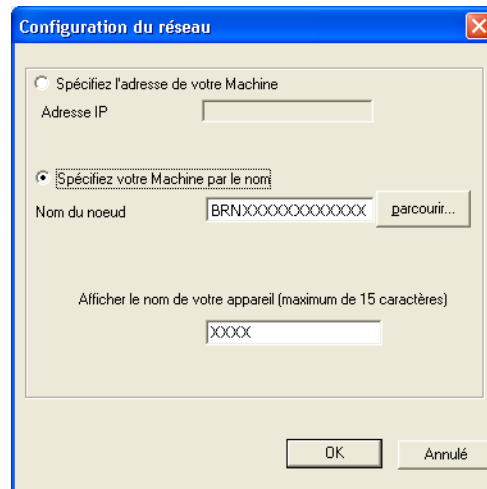 Configuration du réseau
Spécifiez l'adresse de votre Machine
Adresse IP
Spécifiez votre Machine par le nom
Nom du noeud BRNXXXXXXXXXXXX parcourir...
Afficher le nom de votre appareil (maximum de 15 caractères)
XXXX
OK Annulé